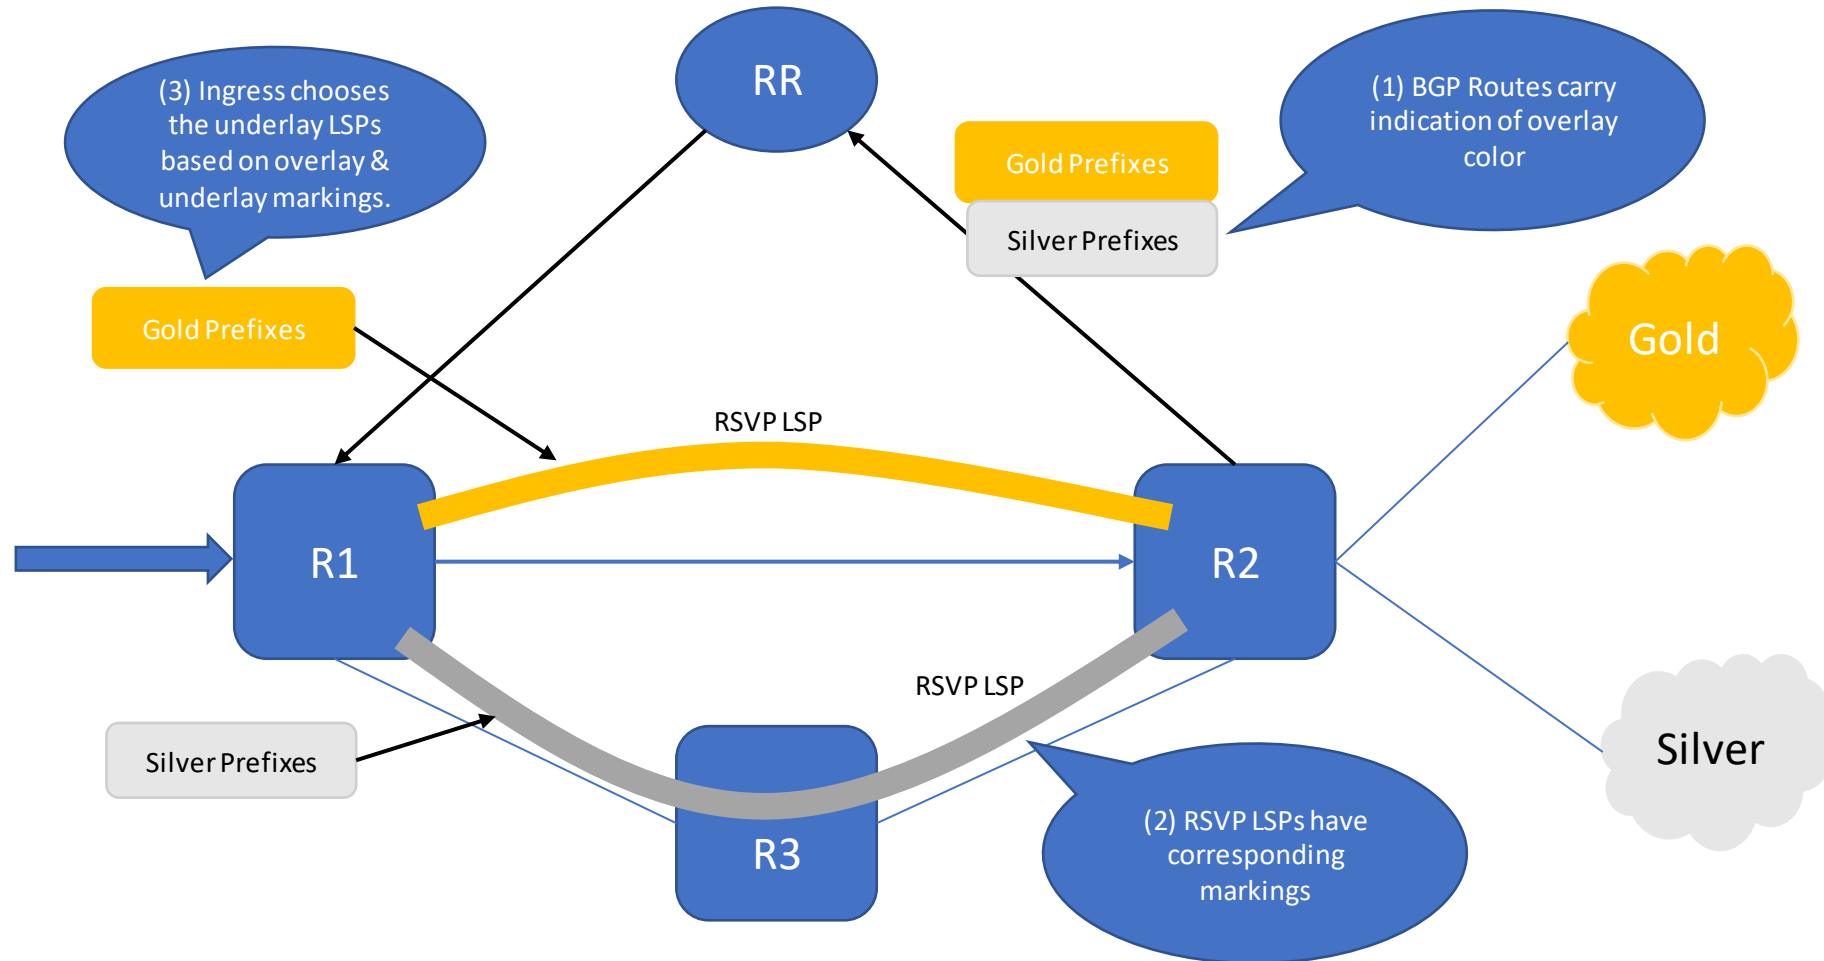 RR
(3) Ingress chooses
the underlay LSPs
based on overlay &
underlay markings.
(1) BGP Routes carry
indication of overlay
color
Gold Prefixes
Silver Prefixes
Gold Prefixes
Gold
RSVP LSP
R1
R2
RSVP LSP
Silver Prefixes
Silver
R3
(2) RSVP LSPs have
corresponding
markings